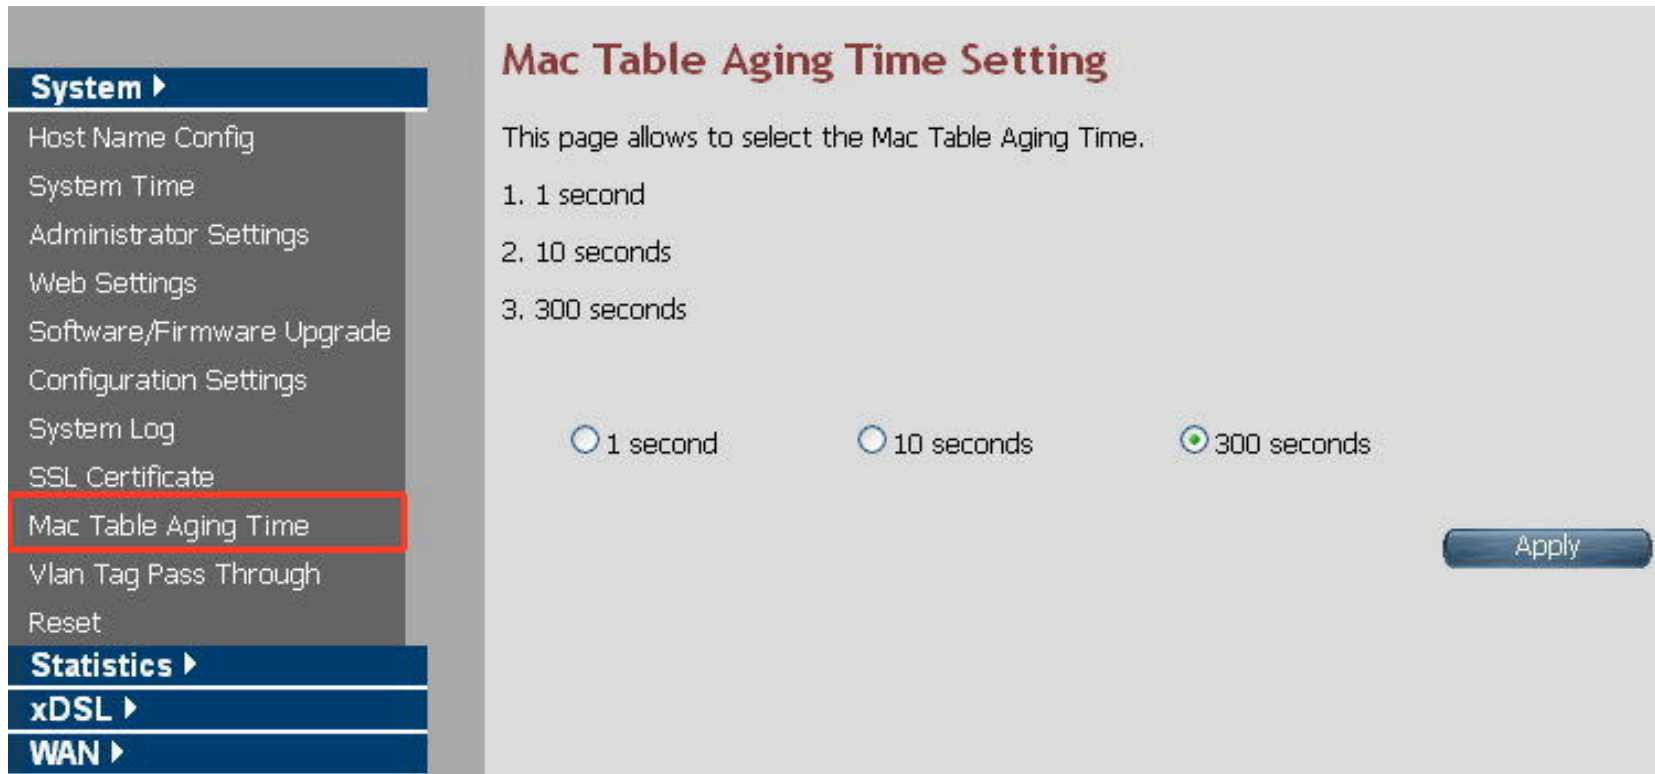 System
Host Name Config
System Time
Administrator Settings
Web Settings
Software/Firmware Upgrade
Configuration Settings
System Log
SSL Certificate
Mac Table Aging Time
Vlan Tag Pass Through
Reset
Statistics
xDSL
WAN
Mac Table Aging Time Setting
This page allows to select the Mac Table Aging Time.
1. 1 second
2. 10 seconds
3. 300 seconds
1 second 10 seconds 300 seconds
Apply